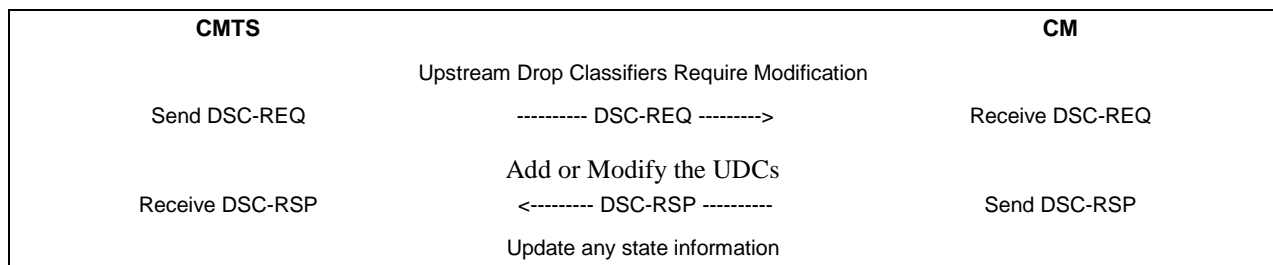 CMTS CM
Upstream Drop Classifiers Require Modification
Send DSC-REQ ---------- DSC-REQ ---------> Receive DSC-REQ
Add or Modify the UDCs
Receive DSC-RSP <--------- DSC-RSP ---------- Send DSC-RSP
Update any state information